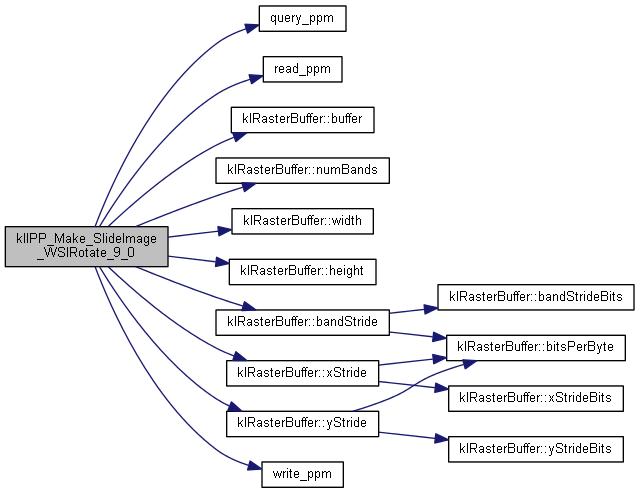 query_ppm
read_ppm
klRasterBuffer::buffer
klRasterBuffer::numBands
klIPP_Make_SlideImage
_WSIRotate_9_0
klRasterBuffer::width
klRasterBuffer::height
klRasterBuffer::bandStride
klRasterBuffer::bandStrideBits
klRasterBuffer::bitsPerByte
klRasterBuffer::xStride
klRasterBuffer::xStrideBits
klRasterBuffer::yStride
klRasterBuffer::yStrideBits
write_ppm